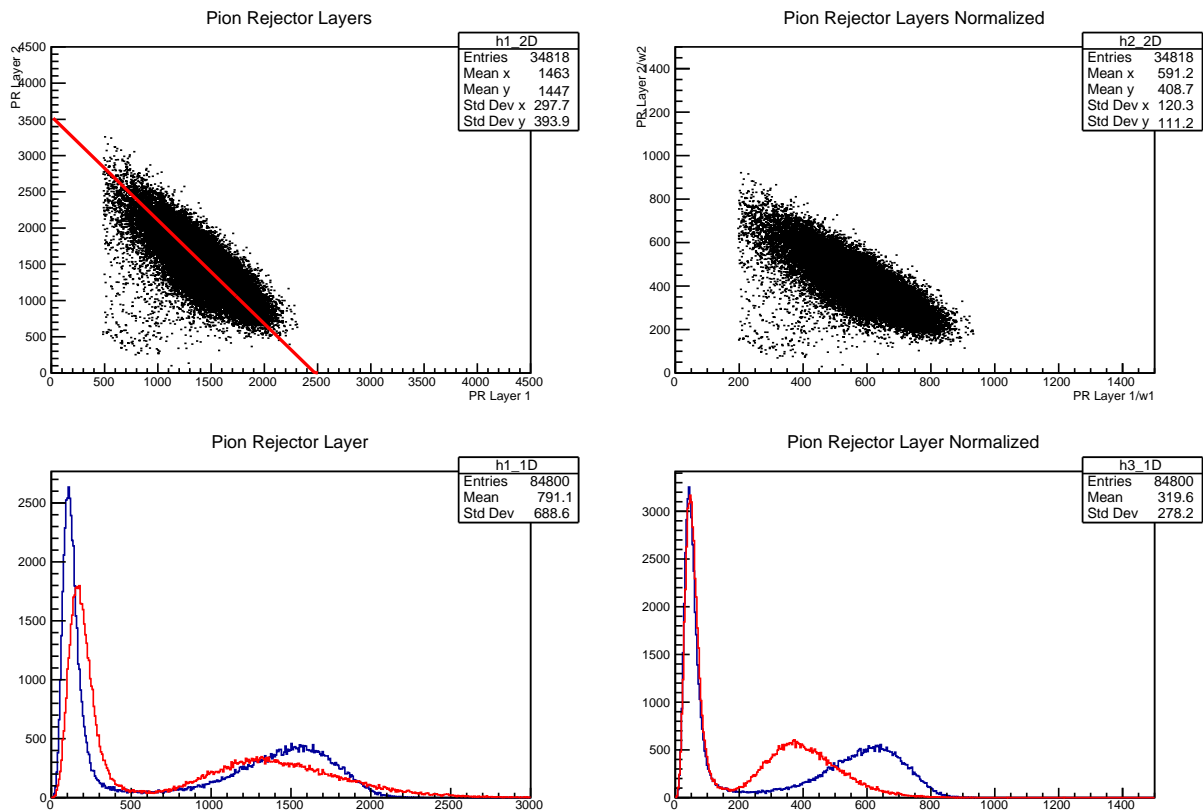 Pion Rejector Layers
PR Layer 2
4500
4000
3500
3000
2500
2000
1500
1000
500
0
0 500 1000 1500 2000 2500 3000 3500 4000 4500
PR Layer 1
h1_2D
Entries 34818
Mean x 1463
Mean y 1447
Std Dev x 297.7
Std Dev y 393.9
Pion Rejector Layers Normalized
PR Layer 2/w2
1400
1200
1000
800
600
400
200
0
0 200 400 600 800 1000 1200 1400
PR Layer 1/w1
h2_2D
Entries 34818
Mean x 591.2
Mean y 408.7
Std Dev x 120.3
Std Dev y 111.2
Pion Rejector Layer
2500
2000
1500
1000
500
0
0 500 1000 1500 2000 2500 3000
h1_1D
Entries 84800
Mean 791.1
Std Dev 688.6
Pion Rejector Layer Normalized
3000
2500
2000
1500
1000
500
0
0 200 400 600 800 1000 1200 1400
h3_1D
Entries 84800
Mean 319.6
Std Dev 278.2